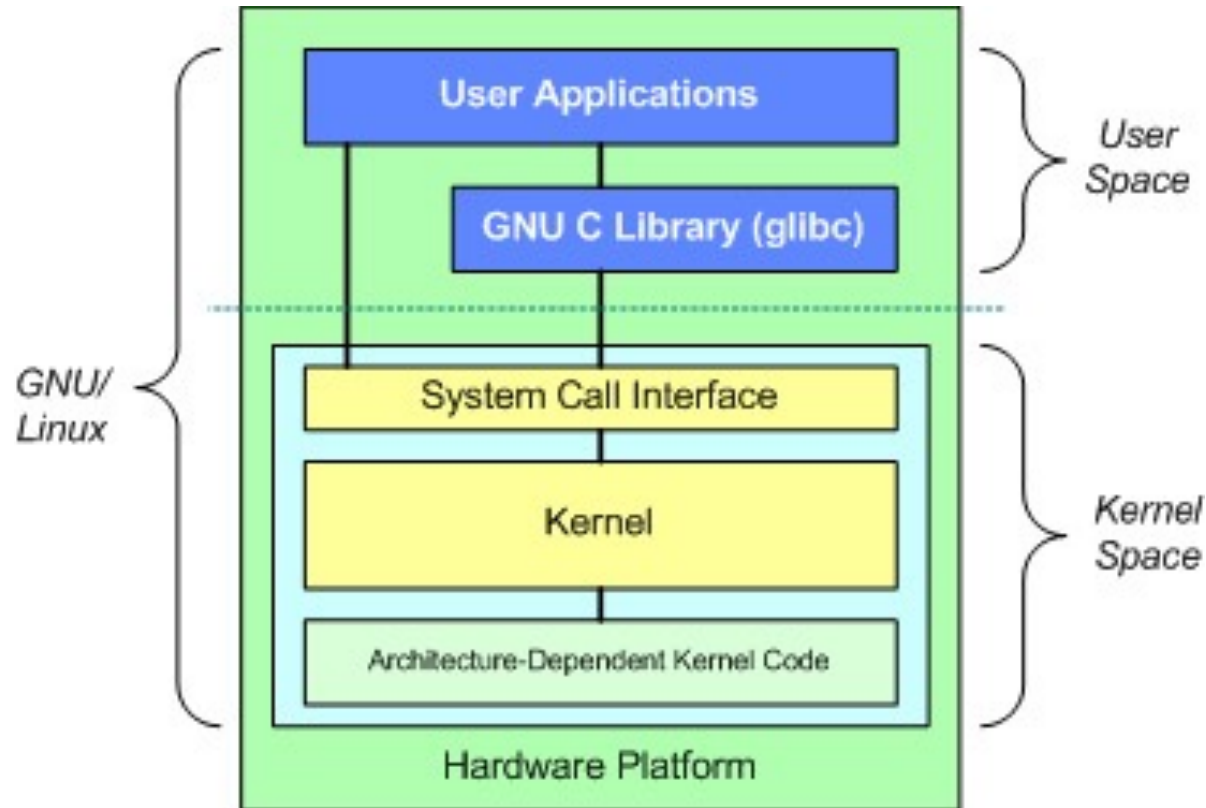 User Applications
User
Space
GNU C Library (glibc)
GNU/
Linux
System Call Interface
Kernel
Kernel
Space
Architecture-Dependent Kernel Code
Hardware Platform